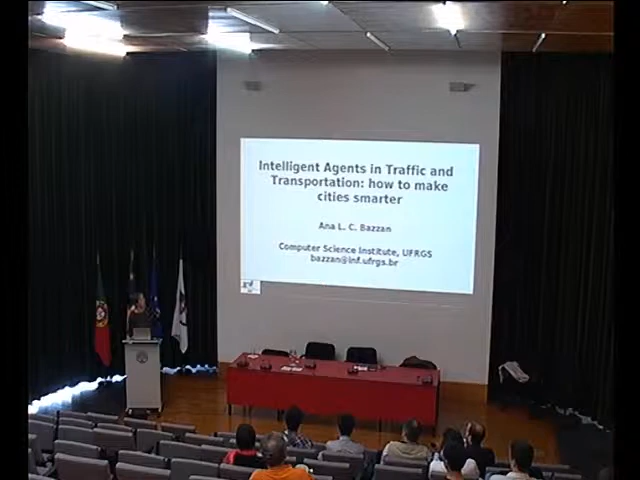 Intelligent Agents in Traffic and
Transportation: how to make
cities smarter
Ana L. C. Bazzan
Computer Science Institute, UFRGS
bazzan@inf.ufrgs.br